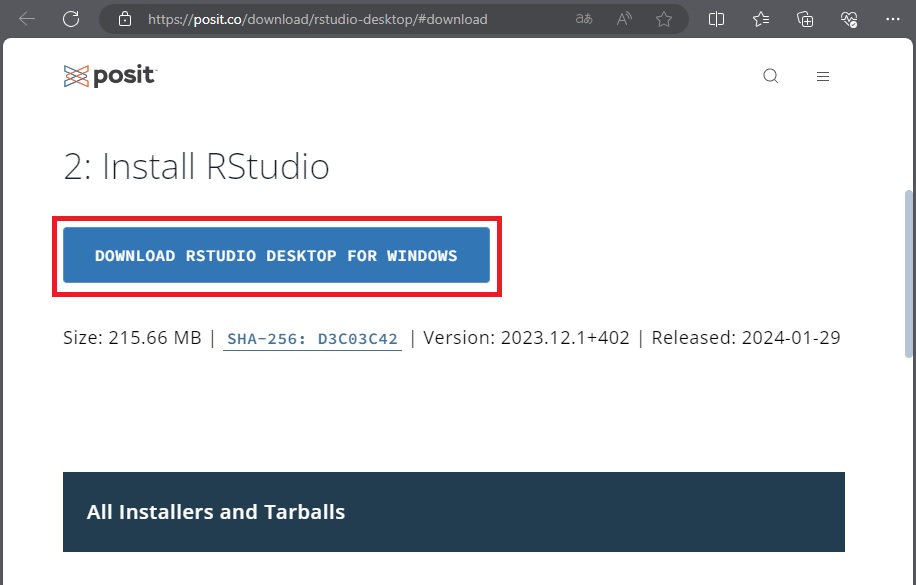 https://posit.co/download/rstudio-desktop/#download
posit
2: Install RStudio
DOWNLOAD RSTUDIO DESKTOP FOR WINDOWS
Size: 215.66 MB | SHA-256: D3C03C42 | Version: 2023.12.1+402 | Released: 2024-01-29
All Installers and Tarballs